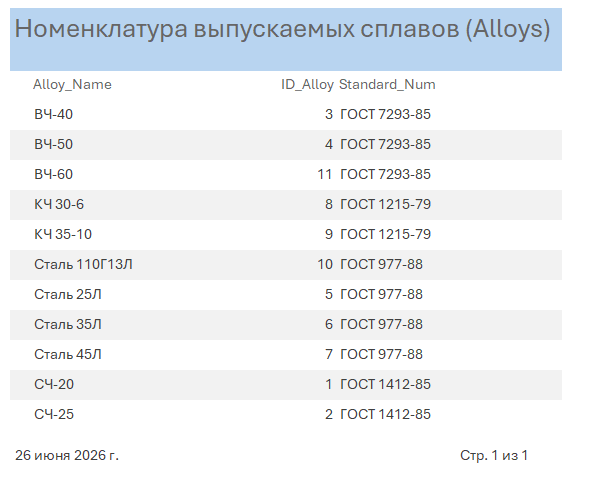 Номенклатура выпускаемых сплавов (Alloys)
Alloy_Name ID_Alloy Standard_Num
ВЧ-40 3 ГОСТ 7293-85
ВЧ-50 4 ГОСТ 7293-85
ВЧ-60 11 ГОСТ 7293-85
КЧ 30-6 8 ГОСТ 1215-79
КЧ 35-10 9 ГОСТ 1215-79
Сталь 110Г13Л 10 ГОСТ 977-88
Сталь 25Л 5 ГОСТ 977-88
Сталь 35Л 6 ГОСТ 977-88
Сталь 45Л 7 ГОСТ 977-88
СЧ-20 1 ГОСТ 1412-85
СЧ-25 2 ГОСТ 1412-85
26 июня 2026 г. Стр. 1 из 1